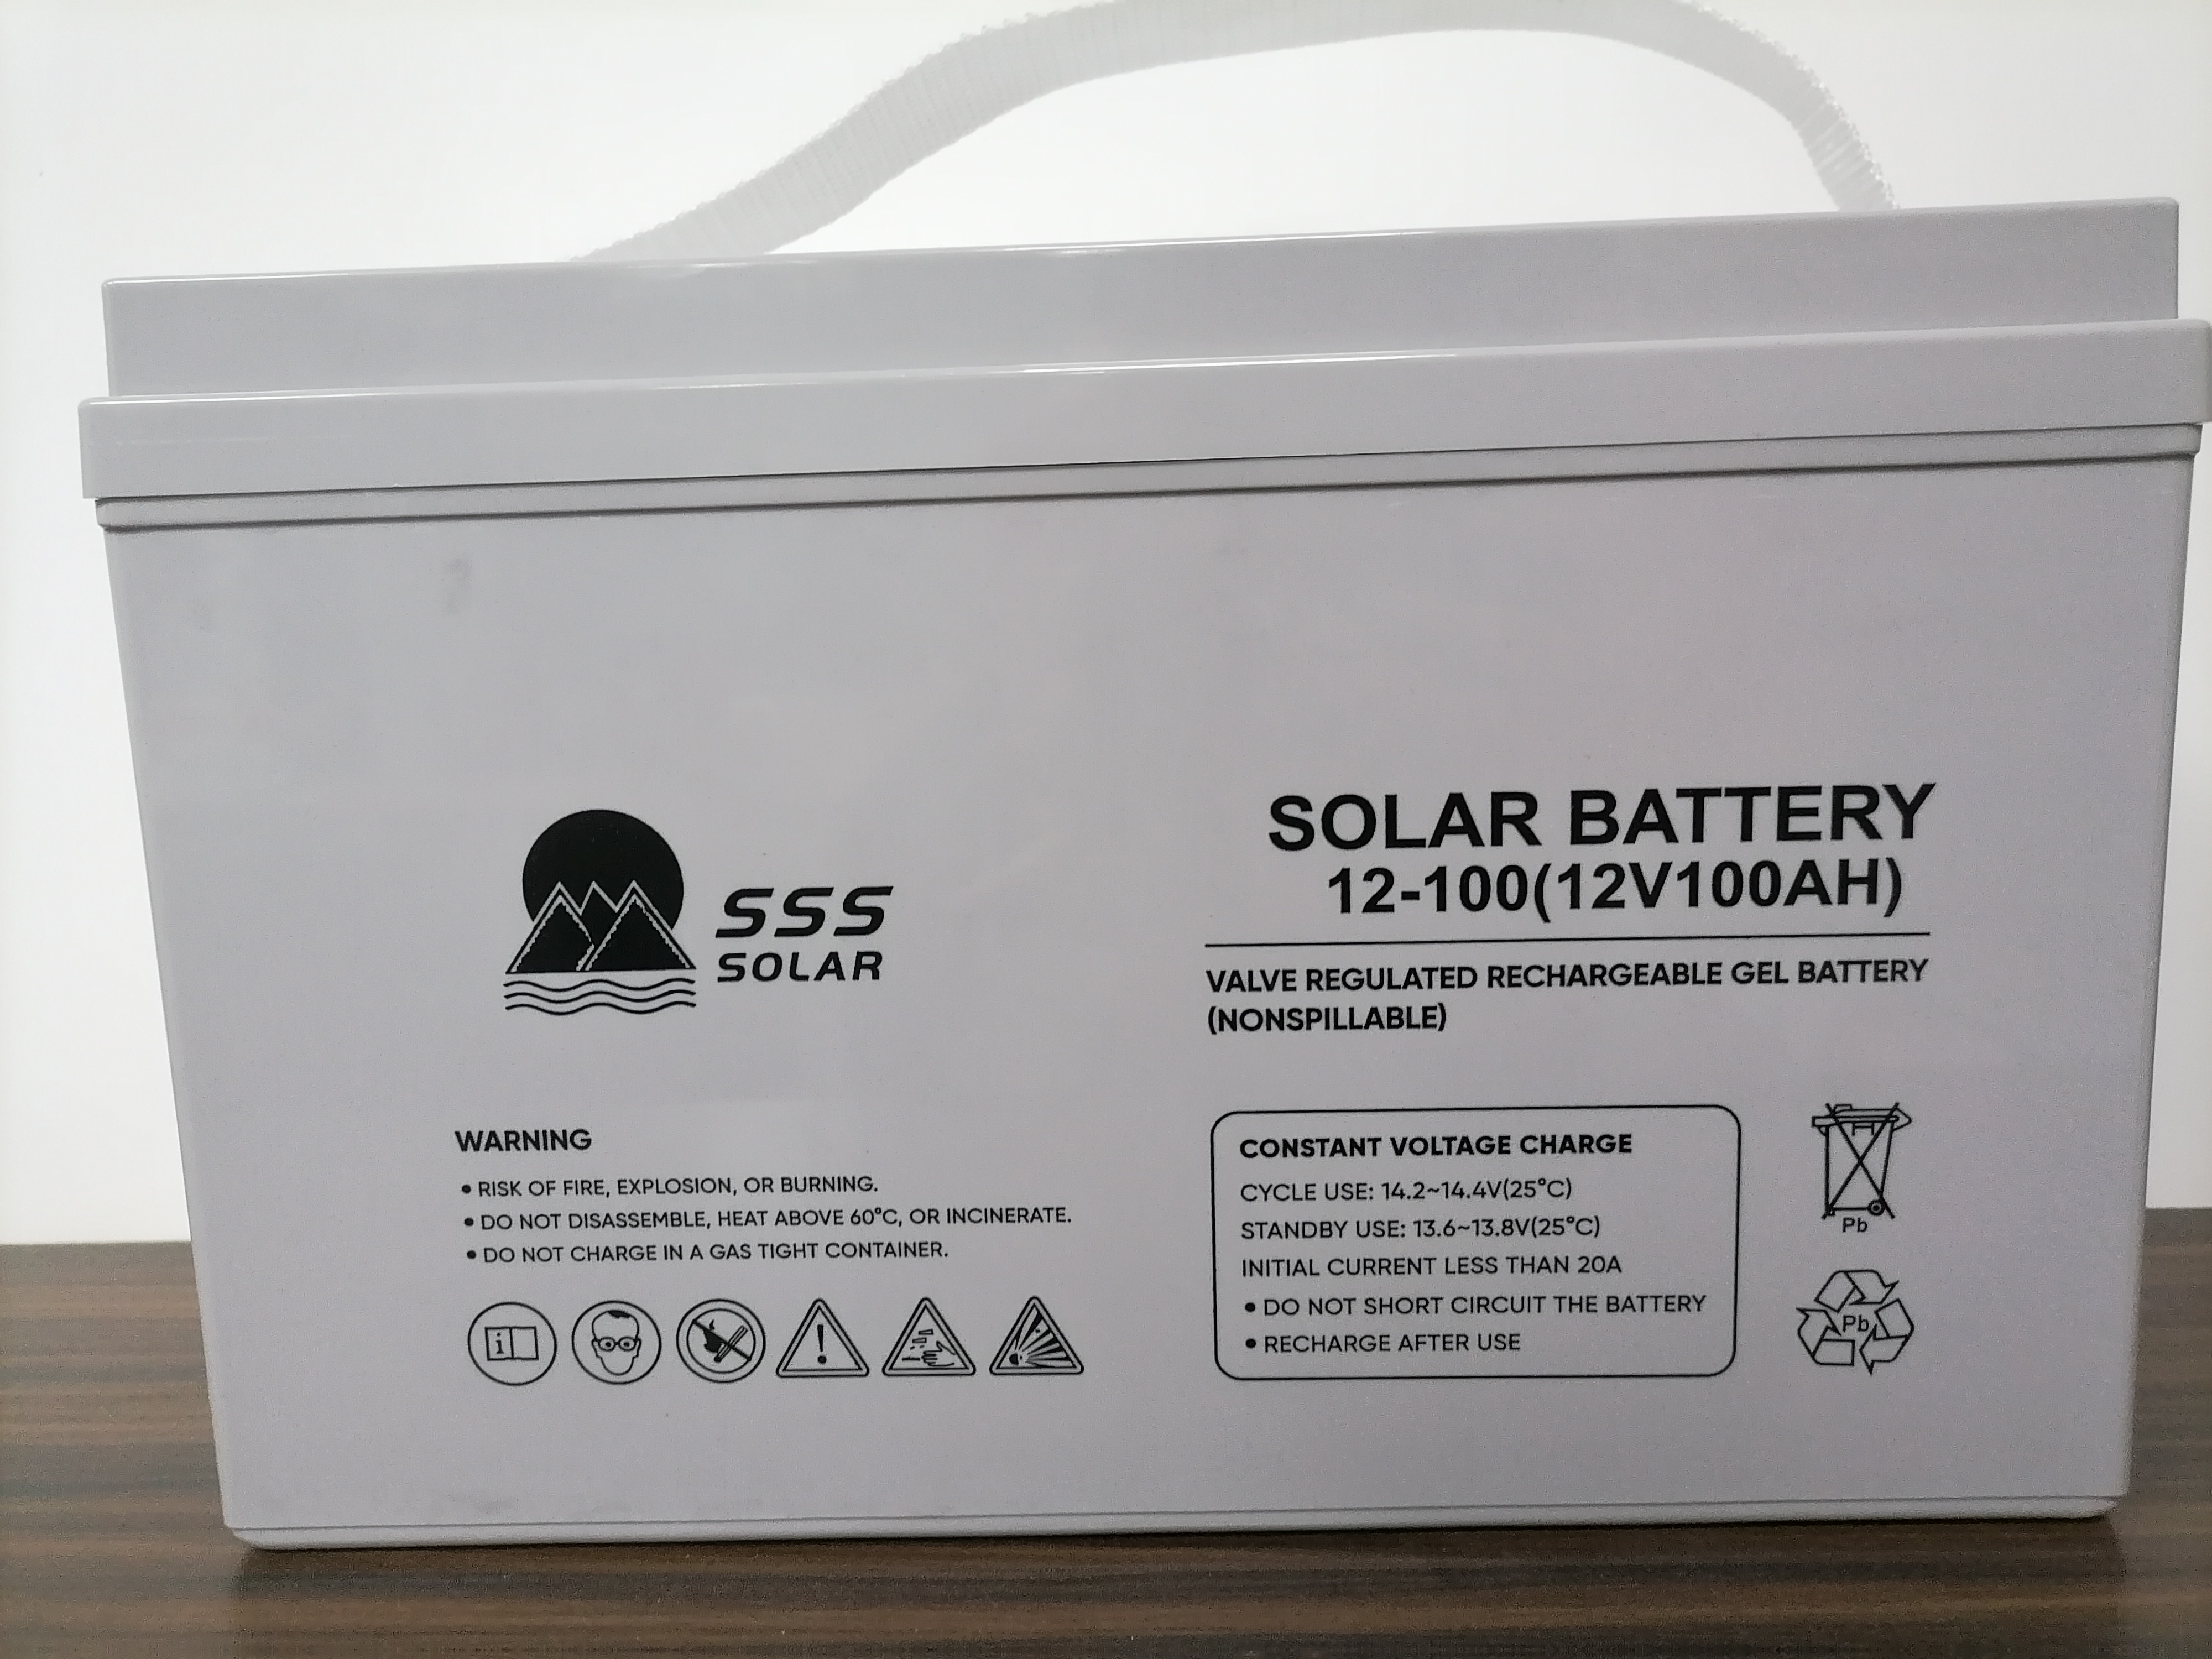 SSS
SOLAR
SOLAR BATTERY
12-100(12V100AH)
VALVE REGULATED RECHARGEABLE GEL BATTERY
(NONSPILLABLE)
WARNING
• RISK OF FIRE, EXPLOSION, OR BURNING.
• DO NOT DISASSEMBLE, HEAT ABOVE 60°C, OR INCINERATE.
• DO NOT CHARGE IN A GAS TIGHT CONTAINER.
i
!
CONSTANT VOLTAGE CHARGE
CYCLE USE: 14.2~14.4V(25°C)
STANDBY USE: 13.6~13.8V(25°C)
INITIAL CURRENT LESS THAN 20A
• DO NOT SHORT CIRCUIT THE BATTERY
• RECHARGE AFTER USE
Pb
Pb